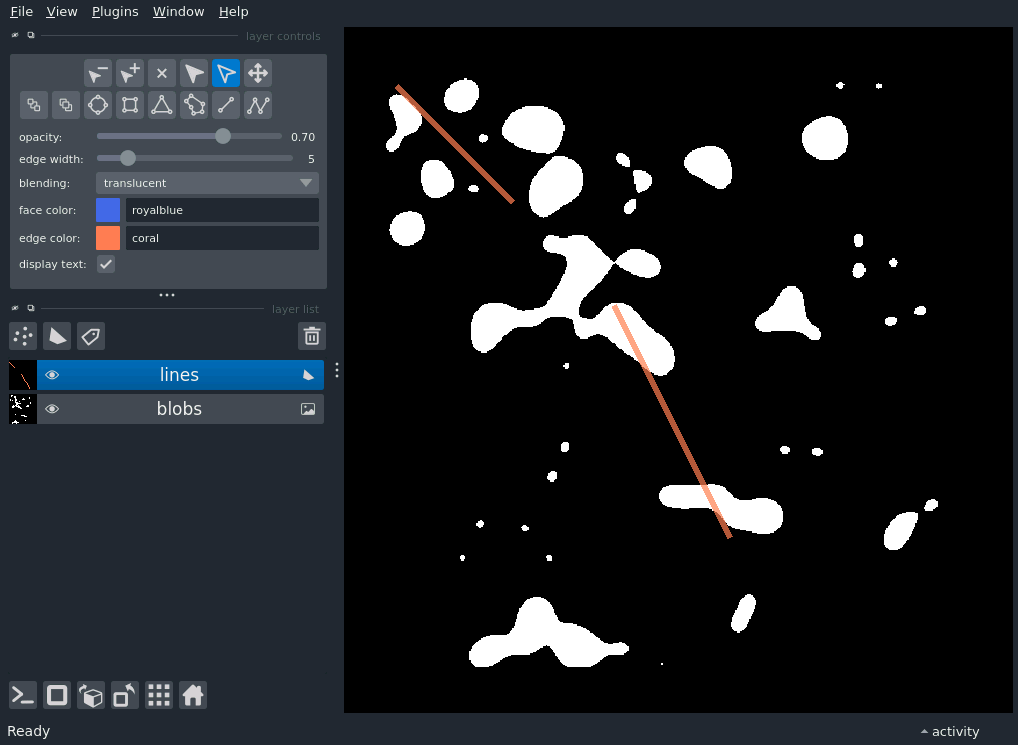 File View Plugins Window Help
layer controls
opacity: 0.70
edge width: 5
blending: translucent
face color: royalblue
edge color: coral
display text:
layer list
lines
blobs
Ready
activity